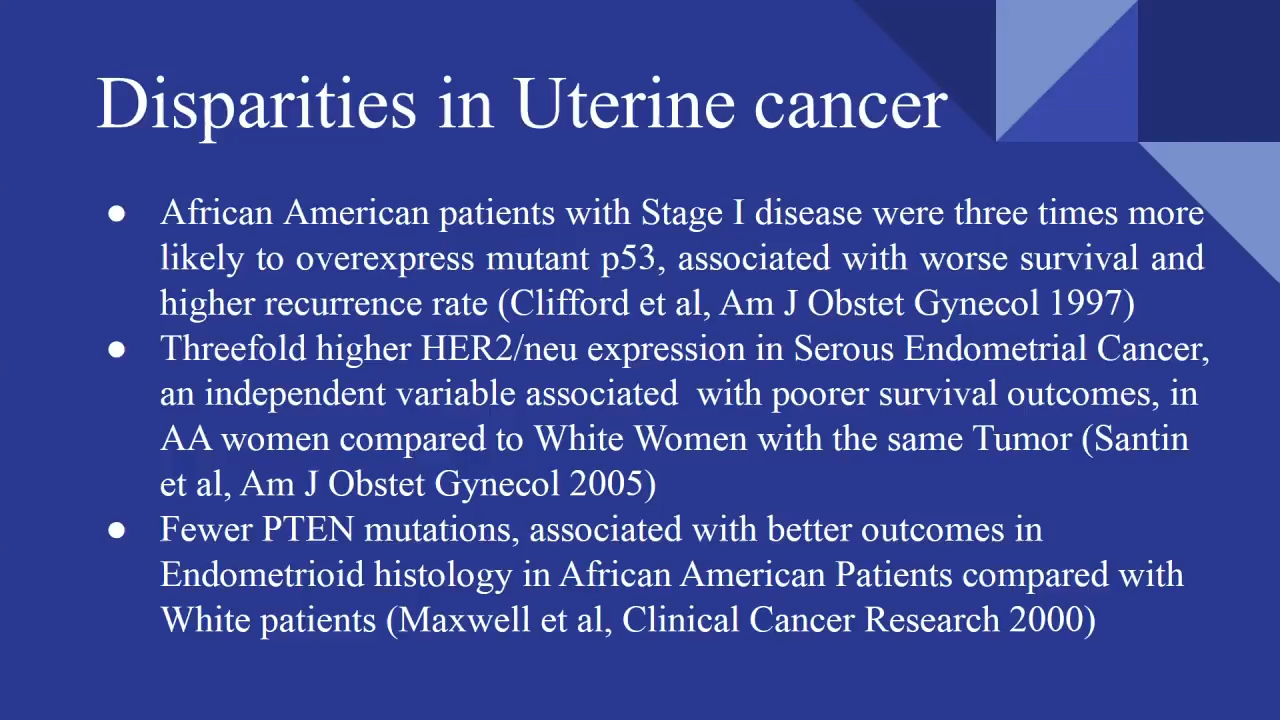 Disparities in Uterine cancer
● African American patients with Stage I disease were three times more
likely to overexpress mutant p53, associated with worse survival and
higher recurrence rate (Clifford et al, Am J Obstet Gynecol 1997)
● Threefold higher HER2/neu expression in Serous Endometrial Cancer,
an independent variable associated  with poorer survival outcomes, in
AA women compared to White Women with the same Tumor (Santin
et al, Am J Obstet Gynecol 2005)
● Fewer PTEN mutations, associated with better outcomes in
Endometrioid histology in African American Patients compared with
White patients (Maxwell et al, Clinical Cancer Research 2000)